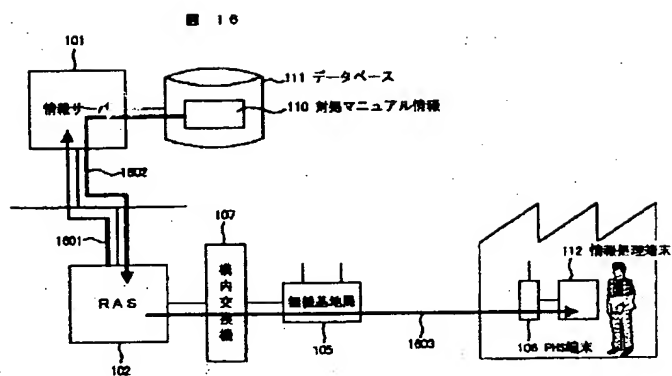 図 16
101
情報サーバ
111 データベース
110 対処マニュアル情報
1602
1601
107
構内交換機
112 情報処理端末
RAS
無線基地局
102
105
1603
106 PHS端末